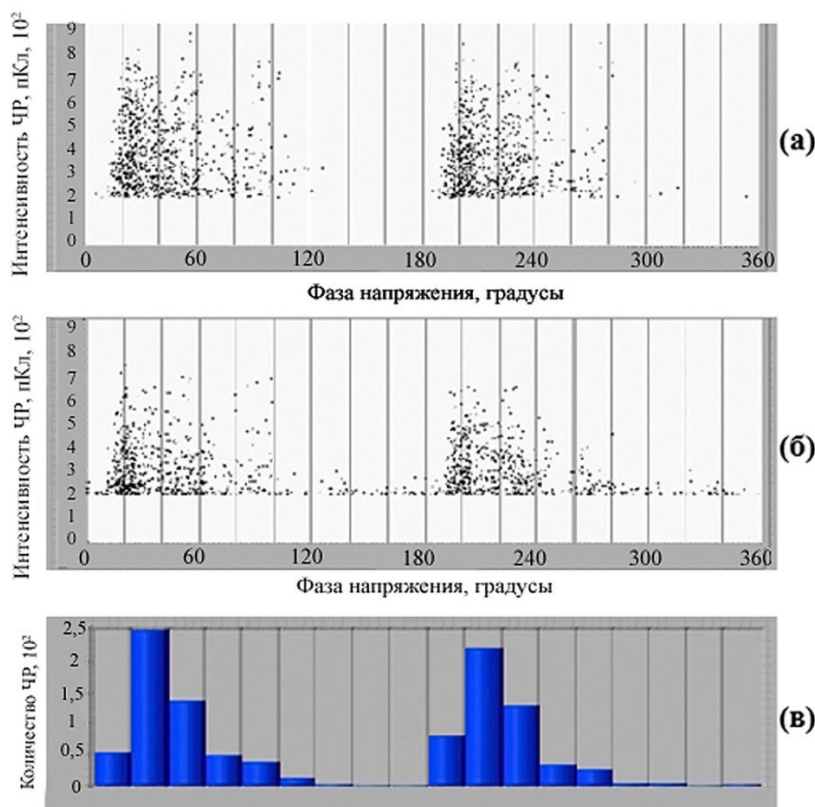 Интенсивность ЧР, пКл, 10²
9
8
7
6
5
4
3
2
1
0
0 60 120 180 240 300 360
Фаза напряжения, градусы
(а)
Интенсивность ЧР, пКл, 10²
9
8
7
6
5
4
3
2
1
0
0 60 120 180 240 300 360
Фаза напряжения, градусы
(б)
Количество ЧР, 10²
2,5
2
1,5
1
0,5
0
(в)